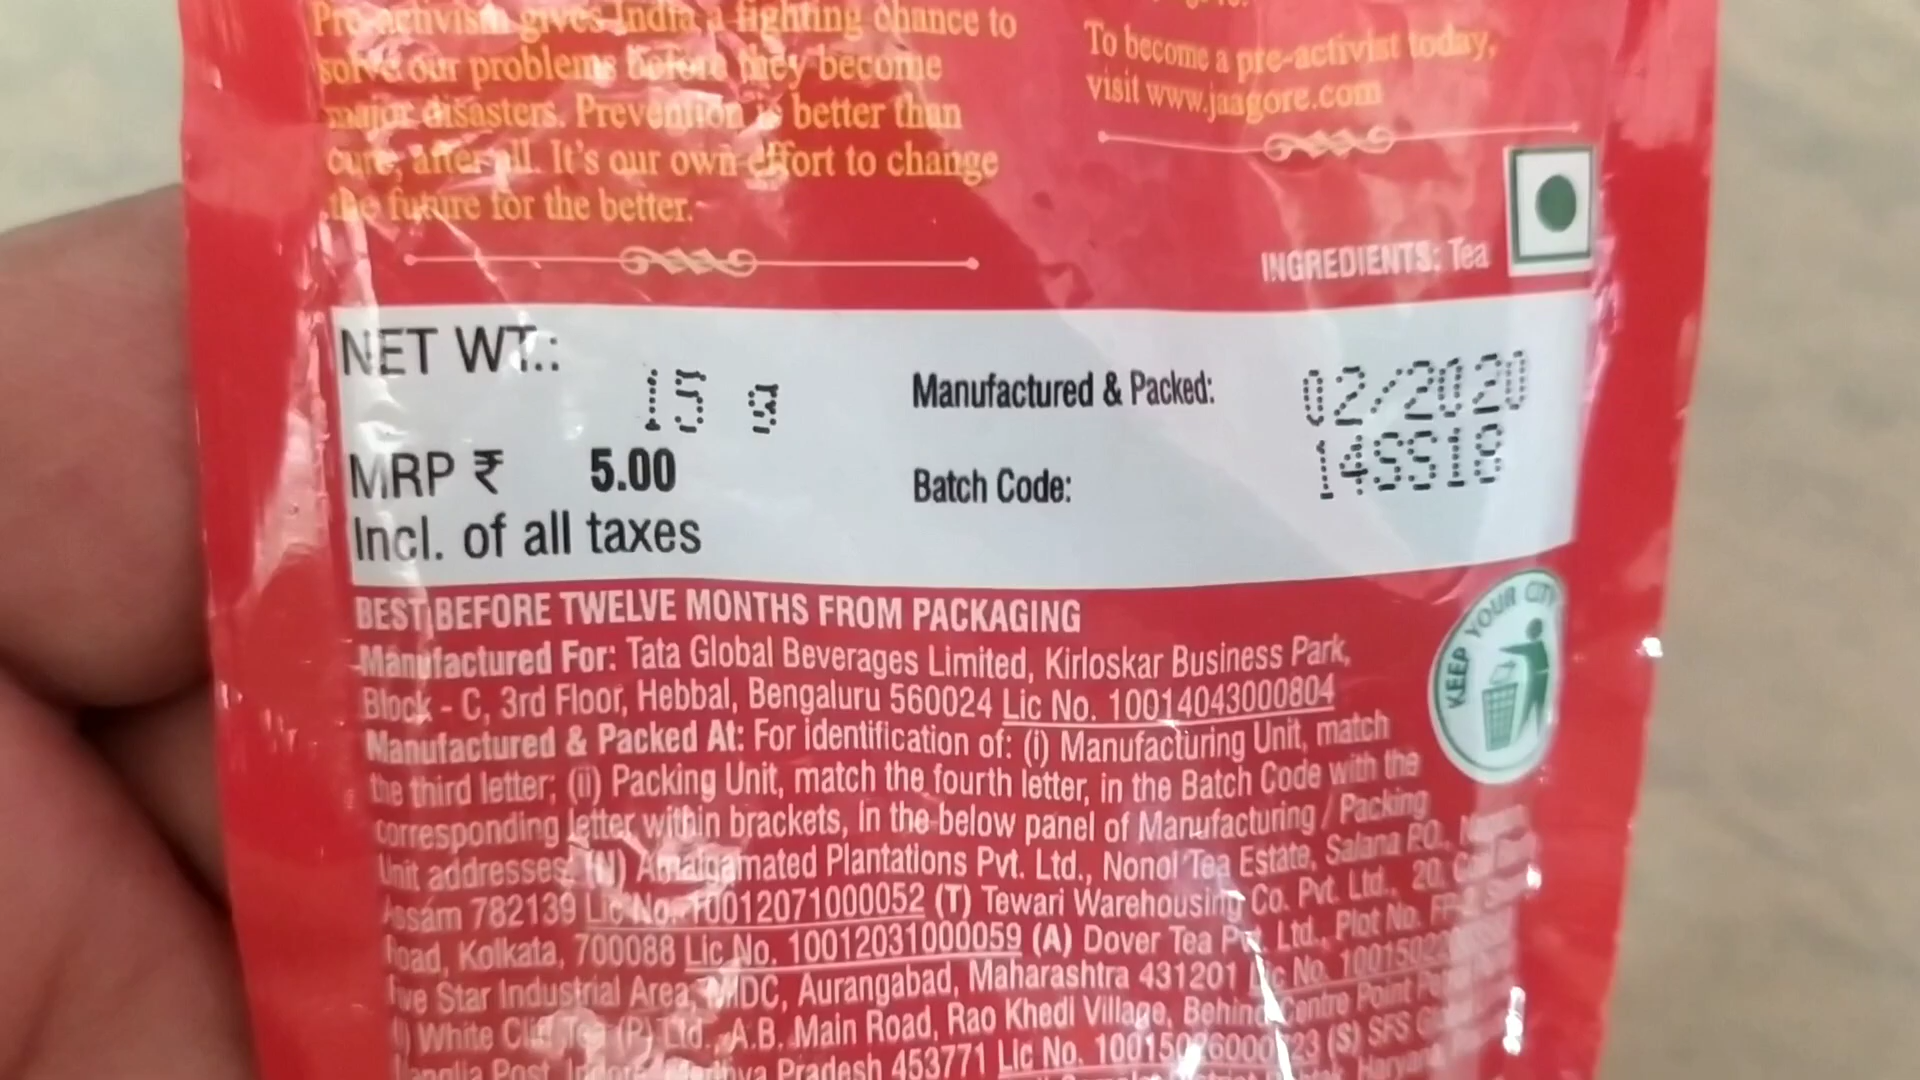 Pre-activism gives India a fighting chance to
solve our problems before they become
major disasters. Prevention is better than
cure, after all. It's our own effort to change
the future for the better.
To become a pre-activist today,
visit www.jaagore.com
INGREDIENTS: Tea
NET WT.: 15 g
MRP ₹ 5.00
Incl. of all taxes
Manufactured & Packed: 02/2020
Batch Code: 14SS18
BEST BEFORE TWELVE MONTHS FROM PACKAGING
Manufactured For: Tata Global Beverages Limited, Kirloskar Business Park,
Block - C, 3rd Floor, Hebbal, Bengaluru 560024 Lic No. 10014043000804
Manufactured & Packed At: For identification of: (i) Manufacturing Unit, match
the third letter; (ii) Packing Unit, match the fourth letter, in the Batch Code with the
corresponding letter within brackets, in the below panel of Manufacturing / Packing
Unit addresses. (N) Amalgamated Plantations Pvt. Ltd., Nonoi Tea Estate, Salana P.O.,
Assam 782139 Lic No. 10012071000052 (T) Tewari Warehousing Co. Pvt. Ltd., 20,
Road, Kolkata, 700088 Lic No. 10012031000059 (A) Dover Tea Pvt. Ltd., Plot No.
Five Star Industrial Area, MIDC, Aurangabad, Maharashtra 431201 Lic No.
White Cliff Tea (P) Ltd., A.B. Main Road, Rao Khedi Village, Behind Centre Point
Post, Indore, Madhya Pradesh 453771 Lic No. (S) SFS
KEEP YOUR CITY